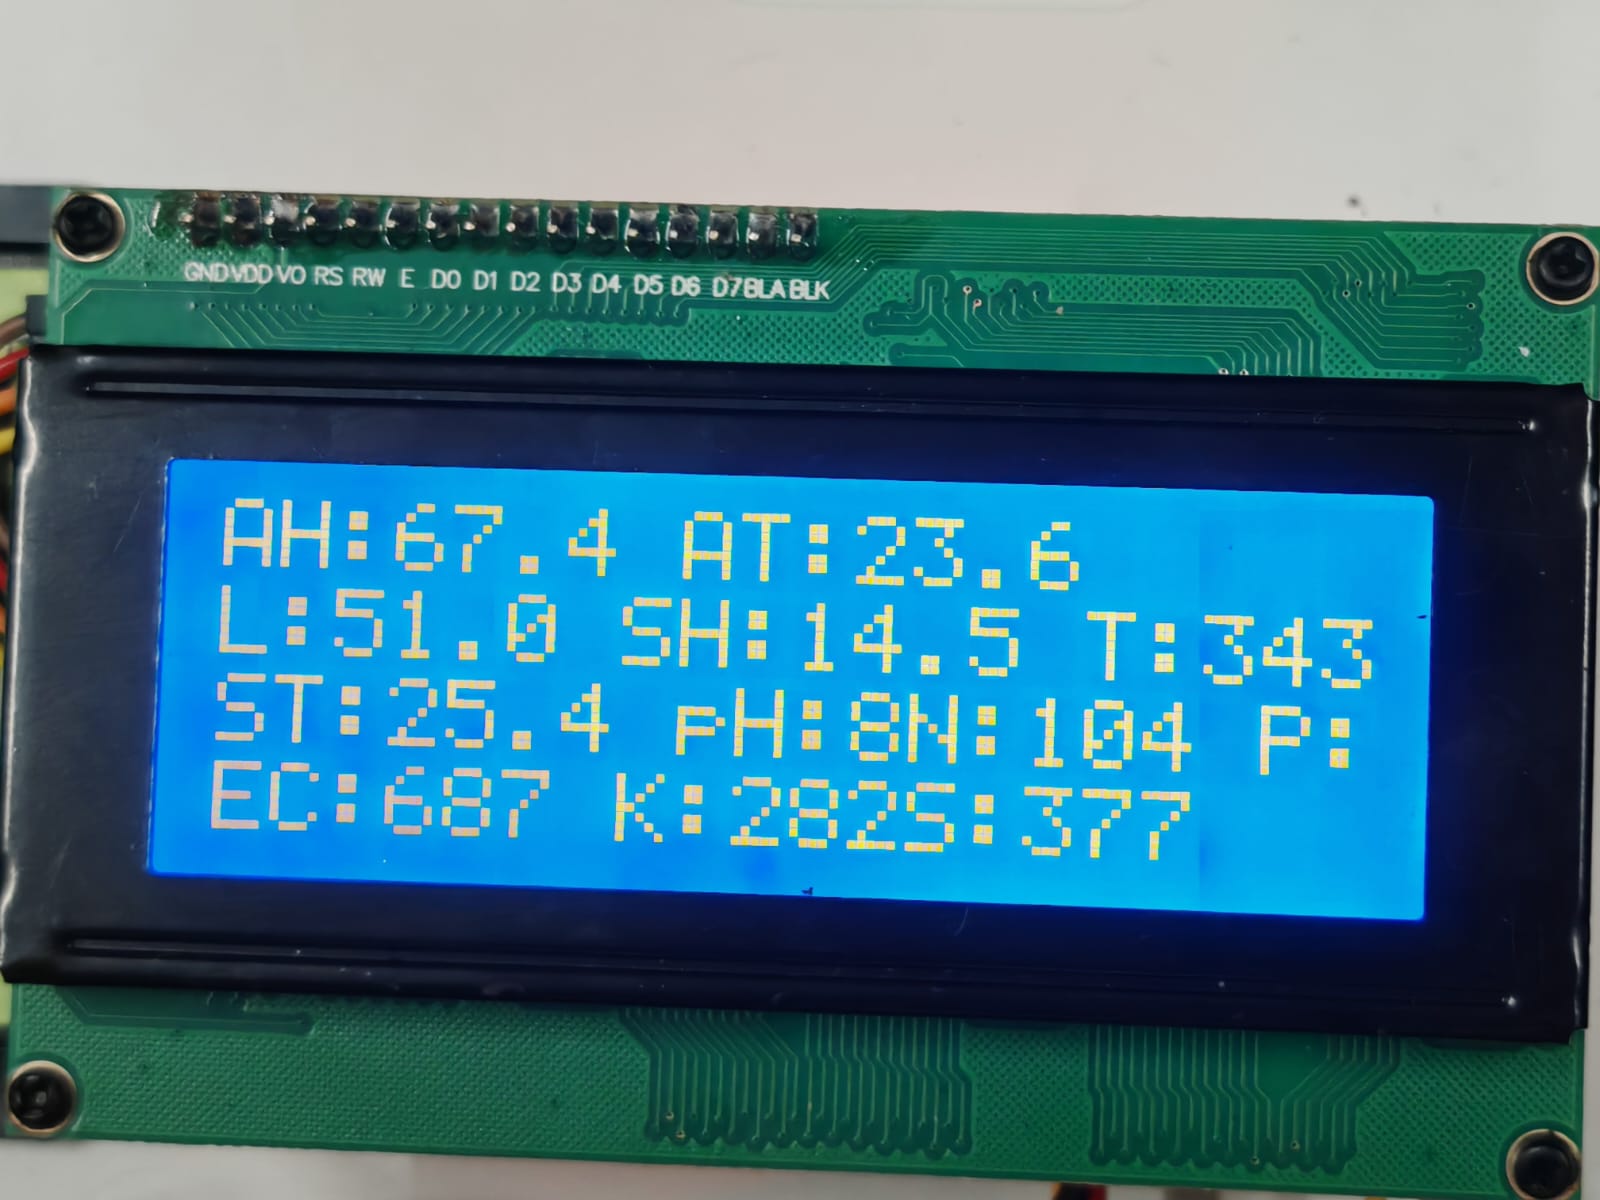 GND VDD VO RS RW E D0 D1 D2 D3 D4 D5 D6 D7 BLA BLK
AH:67.4 AT:23.6
L:51.0 SH:14.5 T:343
ST:25.4 pH:8N:104 P:
EC:687 K:282S:377